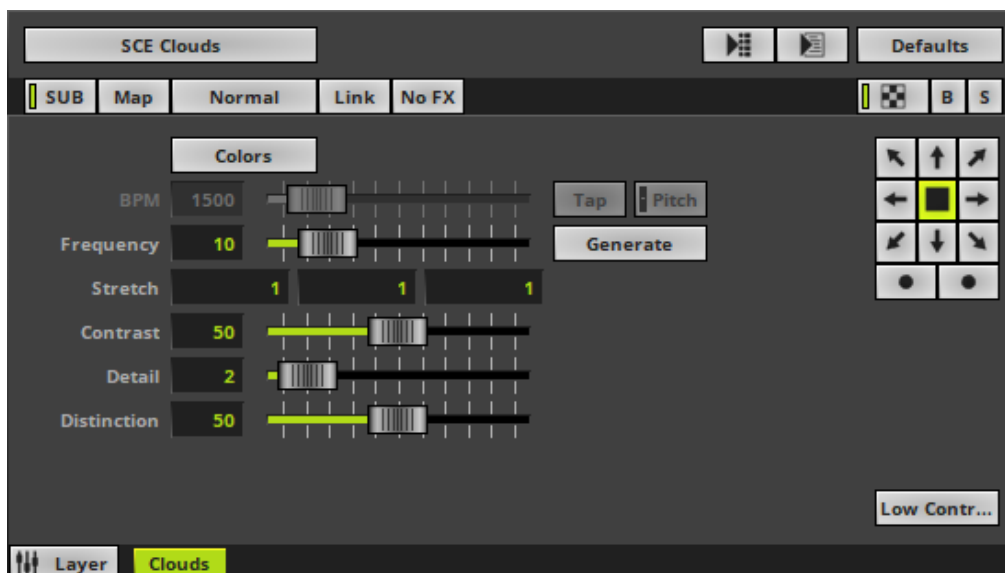 SCE Clouds Defaults
SUB Map Normal Link No FX B S
Colors
BPM 1500 Tap Pitch
Frequency 10 Generate
Stretch 1 1 1
Contrast 50
Detail 2
Distinction 50
Low Contr...
Layer Clouds